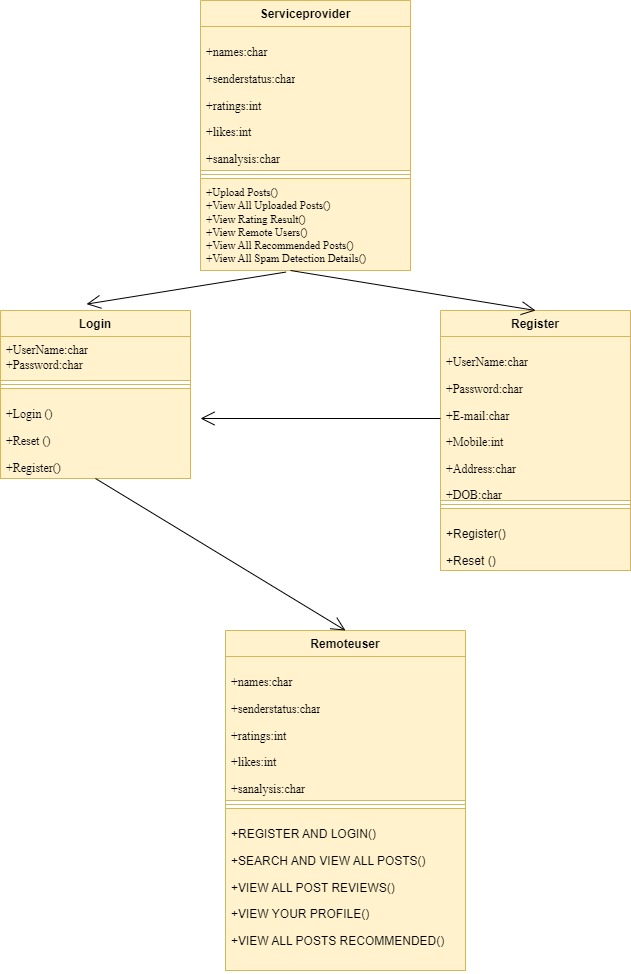 Serviceprovider
+names:char
+senderstatus:char
+ratings:int
+likes:int
+sanalysis:char
+Upload Posts()
+View All Uploaded Posts()
+View Rating Result()
+View Remote Users()
+View All Recommended Posts()
+View All Spam Detection Details()
Login
+UserName:char
+Password:char
+Login ()
+Reset ()
+Register()
Register
+UserName:char
+Password:char
+E-mail:char
+Mobile:int
+Address:char
+DOB:char
+Register()
+Reset ()
Remoteuser
+names:char
+senderstatus:char
+ratings:int
+likes:int
+sanalysis:char
+REGISTER AND LOGIN()
+SEARCH AND VIEW ALL POSTS()
+VIEW ALL POST REVIEWS()
+VIEW YOUR PROFILE()
+VIEW ALL POSTS RECOMMENDED()